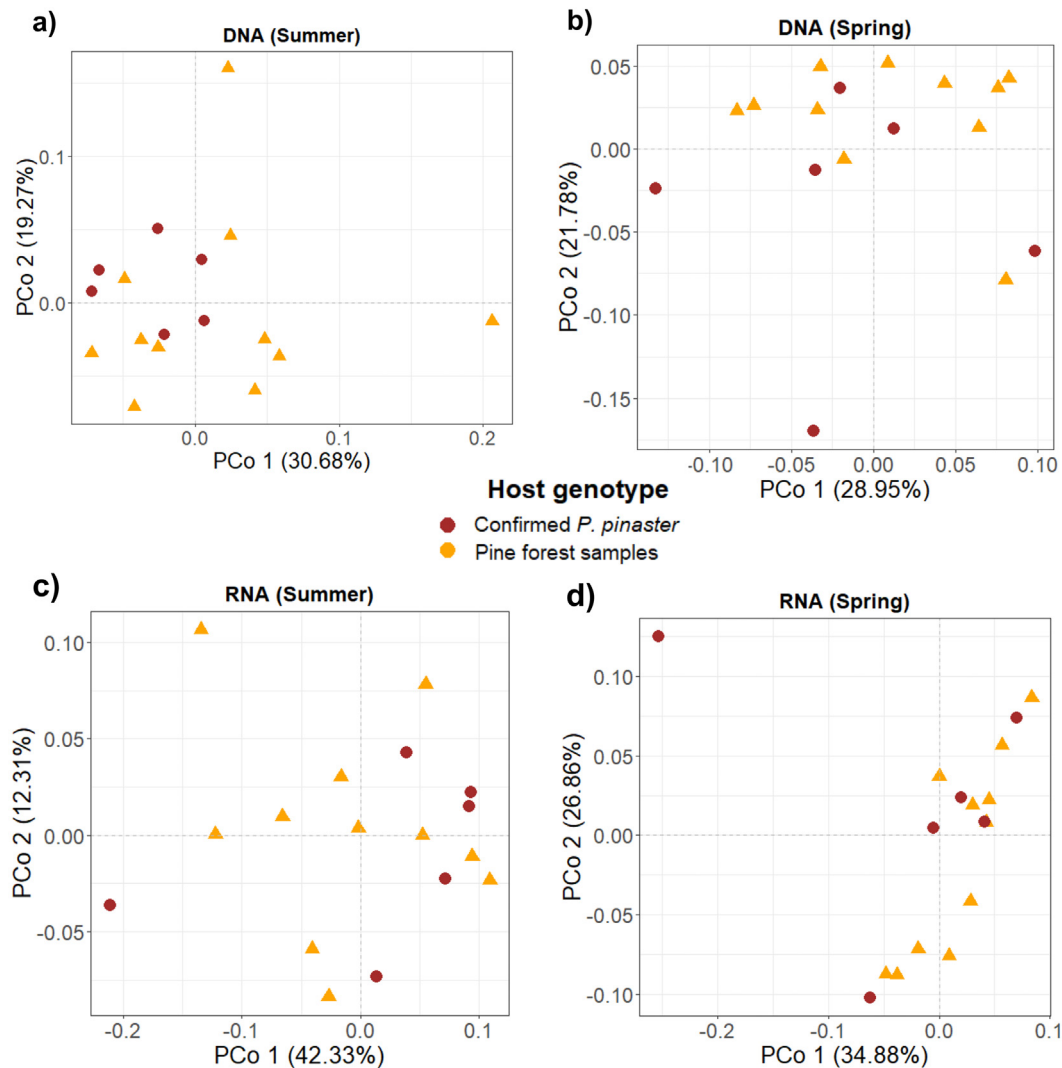 a)
DNA (Summer)
PCo 2 (19.27%)
0.1
0.0
0.0 0.1 0.2
PCo 1 (30.68%)
b)
DNA (Spring)
PCo 2 (21.78%)
0.05
0.00
-0.05
-0.10
-0.15
-0.10 -0.05 0.00 0.05 0.10
PCo 1 (28.95%)
Host genotype
Confirmed P. pinaster
Pine forest samples
c)
RNA (Summer)
PCo 2 (12.31%)
0.10
0.05
0.00
-0.05
-0.2 -0.1 0.0 0.1
PCo 1 (42.33%)
d)
RNA (Spring)
PCo 2 (26.86%)
0.10
0.05
0.00
-0.05
-0.10
-0.2 -0.1 0.0 0.1
PCo 1 (34.88%)